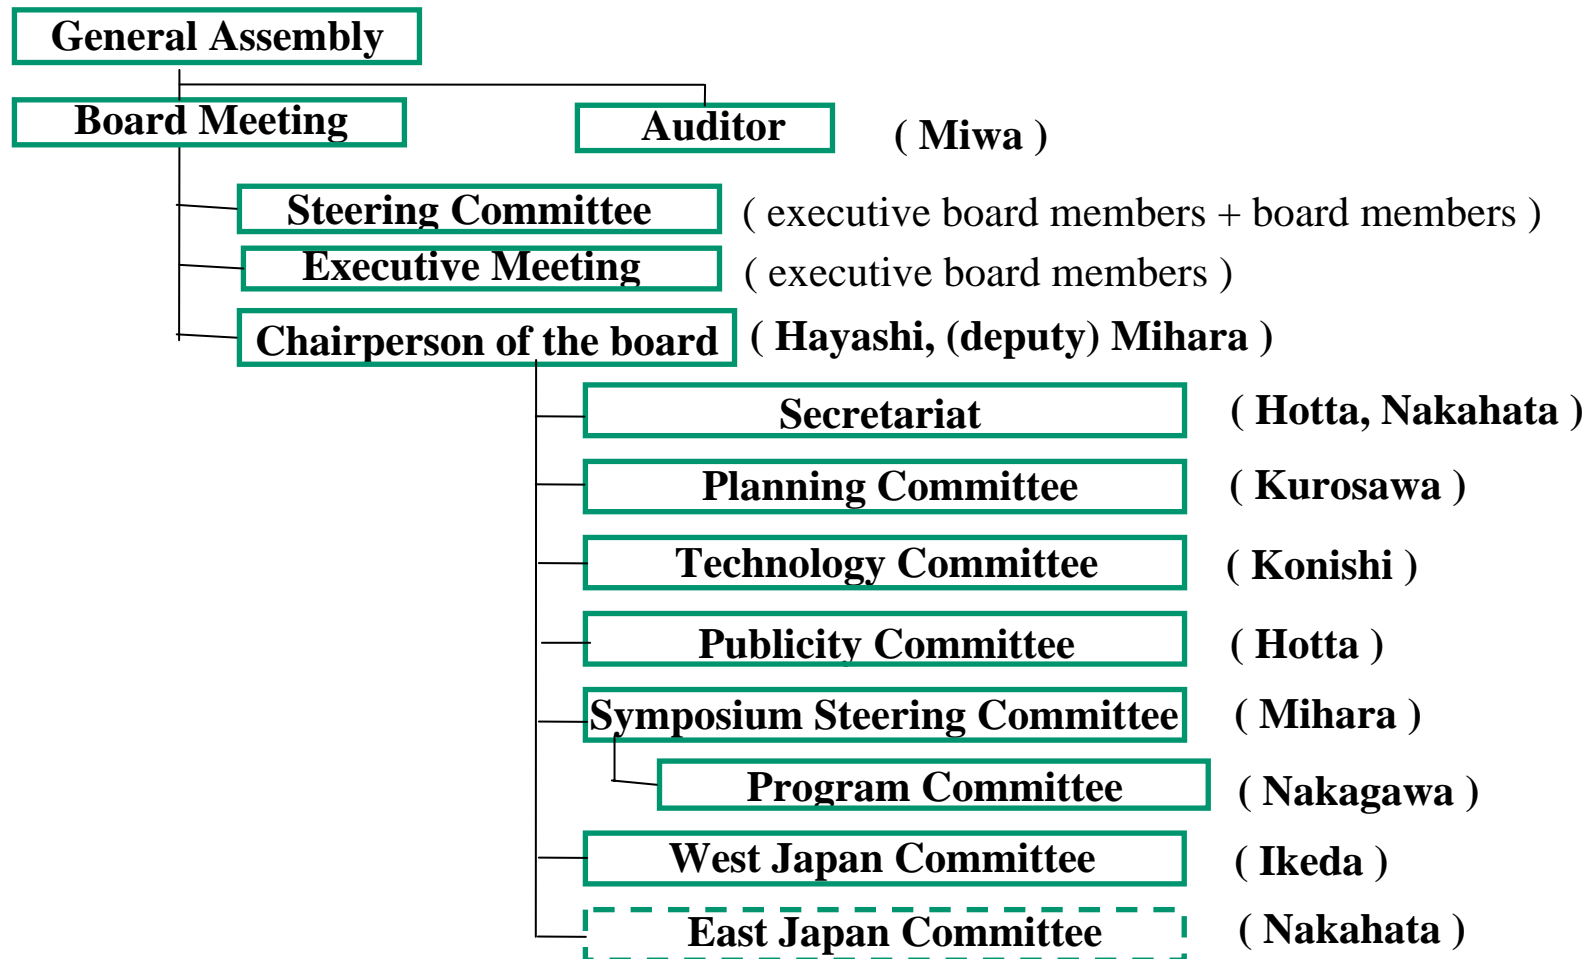 General Assembly
Board Meeting
Auditor ( Miwa )
Steering Committee ( executive board members + board members )
Executive Meeting ( executive board members )
Chairperson of the board ( Hayashi, (deputy) Mihara )
Secretariat ( Hotta, Nakahata )
Planning Committee ( Kurosawa )
Technology Committee ( Konishi )
Publicity Committee ( Hotta )
Symposium Steering Committee ( Mihara )
Program Committee ( Nakagawa )
West Japan Committee ( Ikeda )
East Japan Committee ( Nakahata )